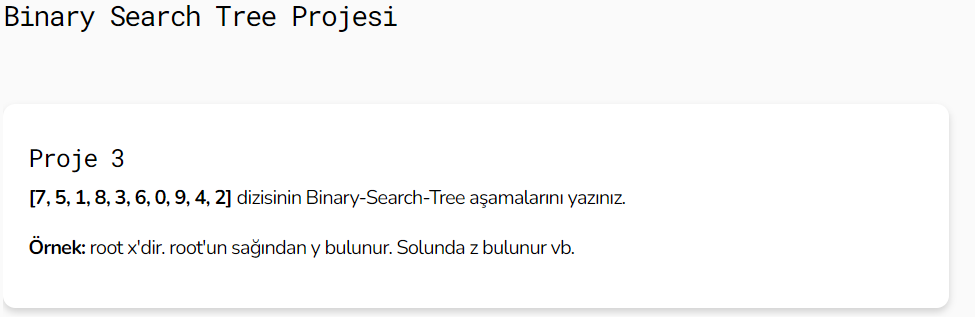 Binary Search Tree Projesi
Proje 3
[7, 5, 1, 8, 3, 6, 0, 9, 4, 2] dizisinin Binary-Search-Tree aşamalarını yazınız.
Örnek: root x'dir. root'un sağından y bulunur. Solunda z bulunur vb.